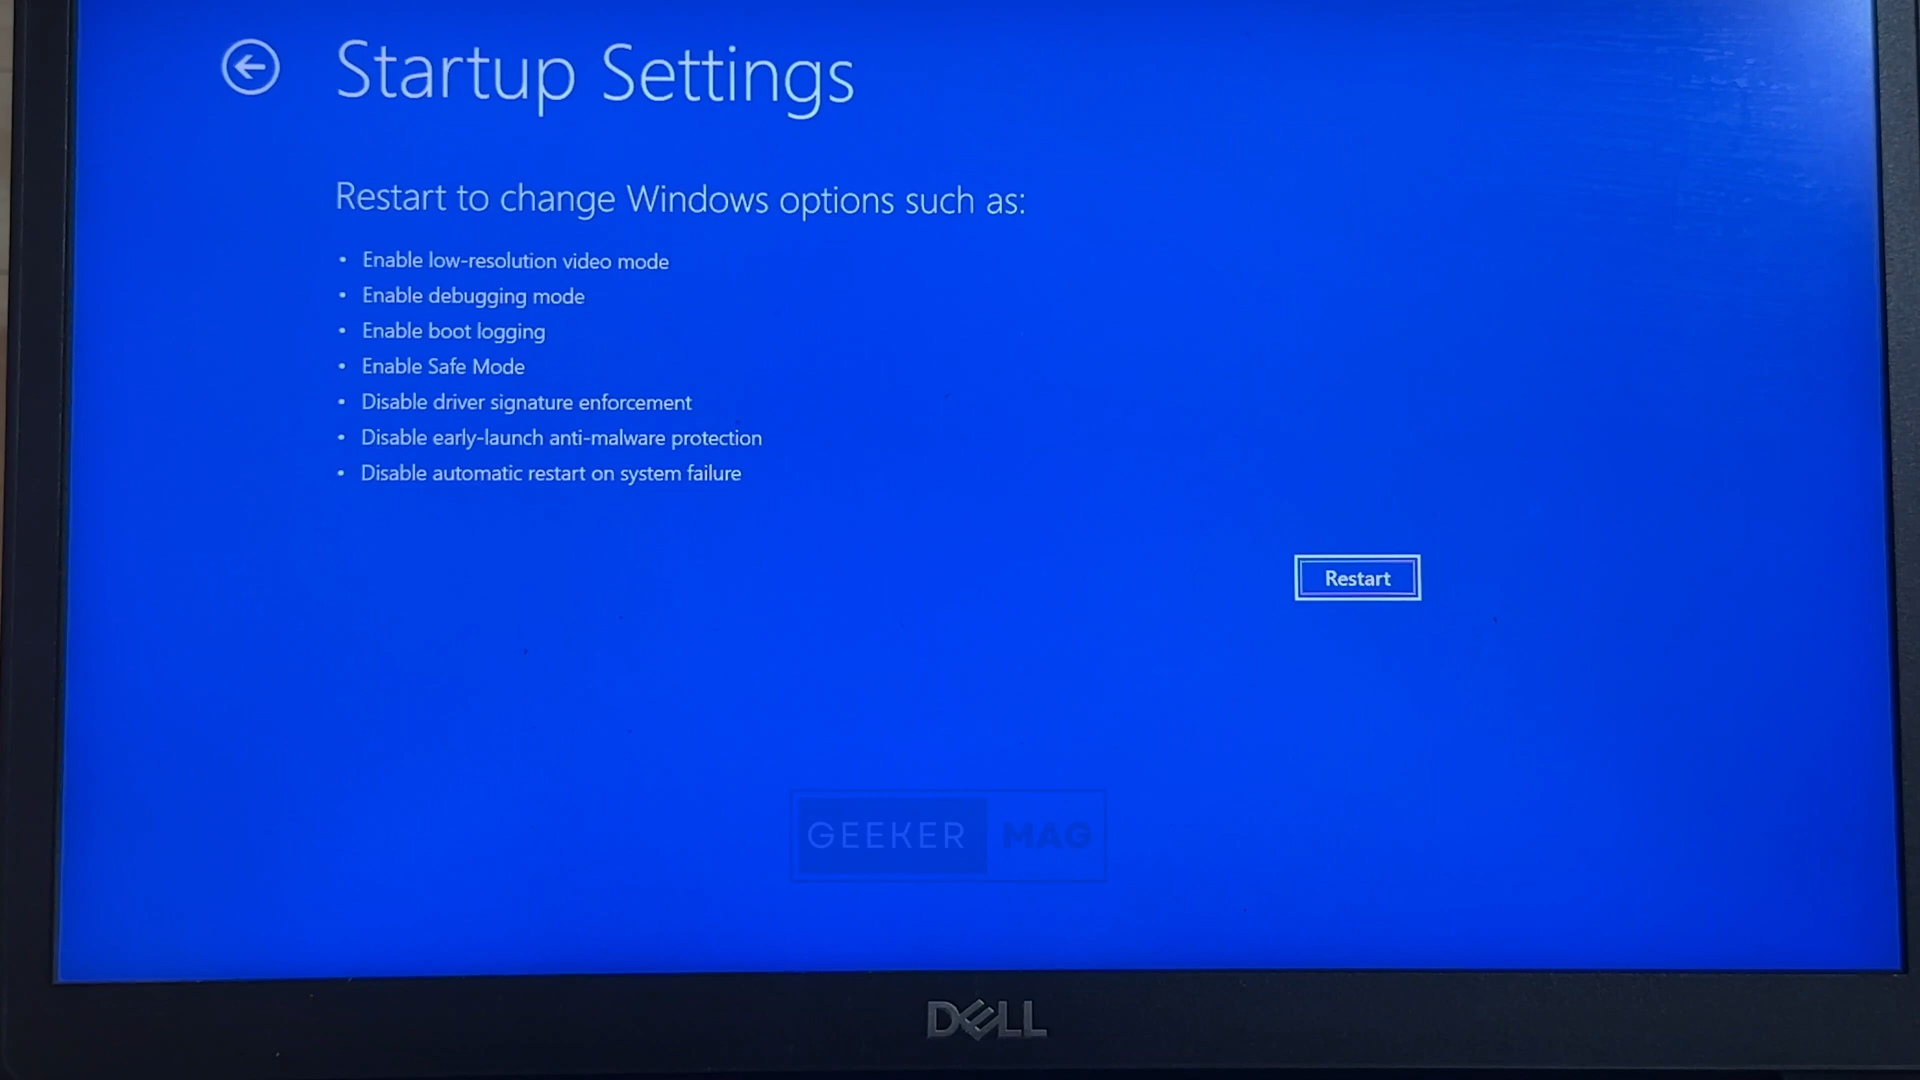 Startup Settings
Restart to change Windows options such as:
• Enable low-resolution video mode
• Enable debugging mode
• Enable boot logging
• Enable Safe Mode
• Disable driver signature enforcement
• Disable early-launch anti-malware protection
• Disable automatic restart on system failure
Restart
GEEKER MAG
DELL